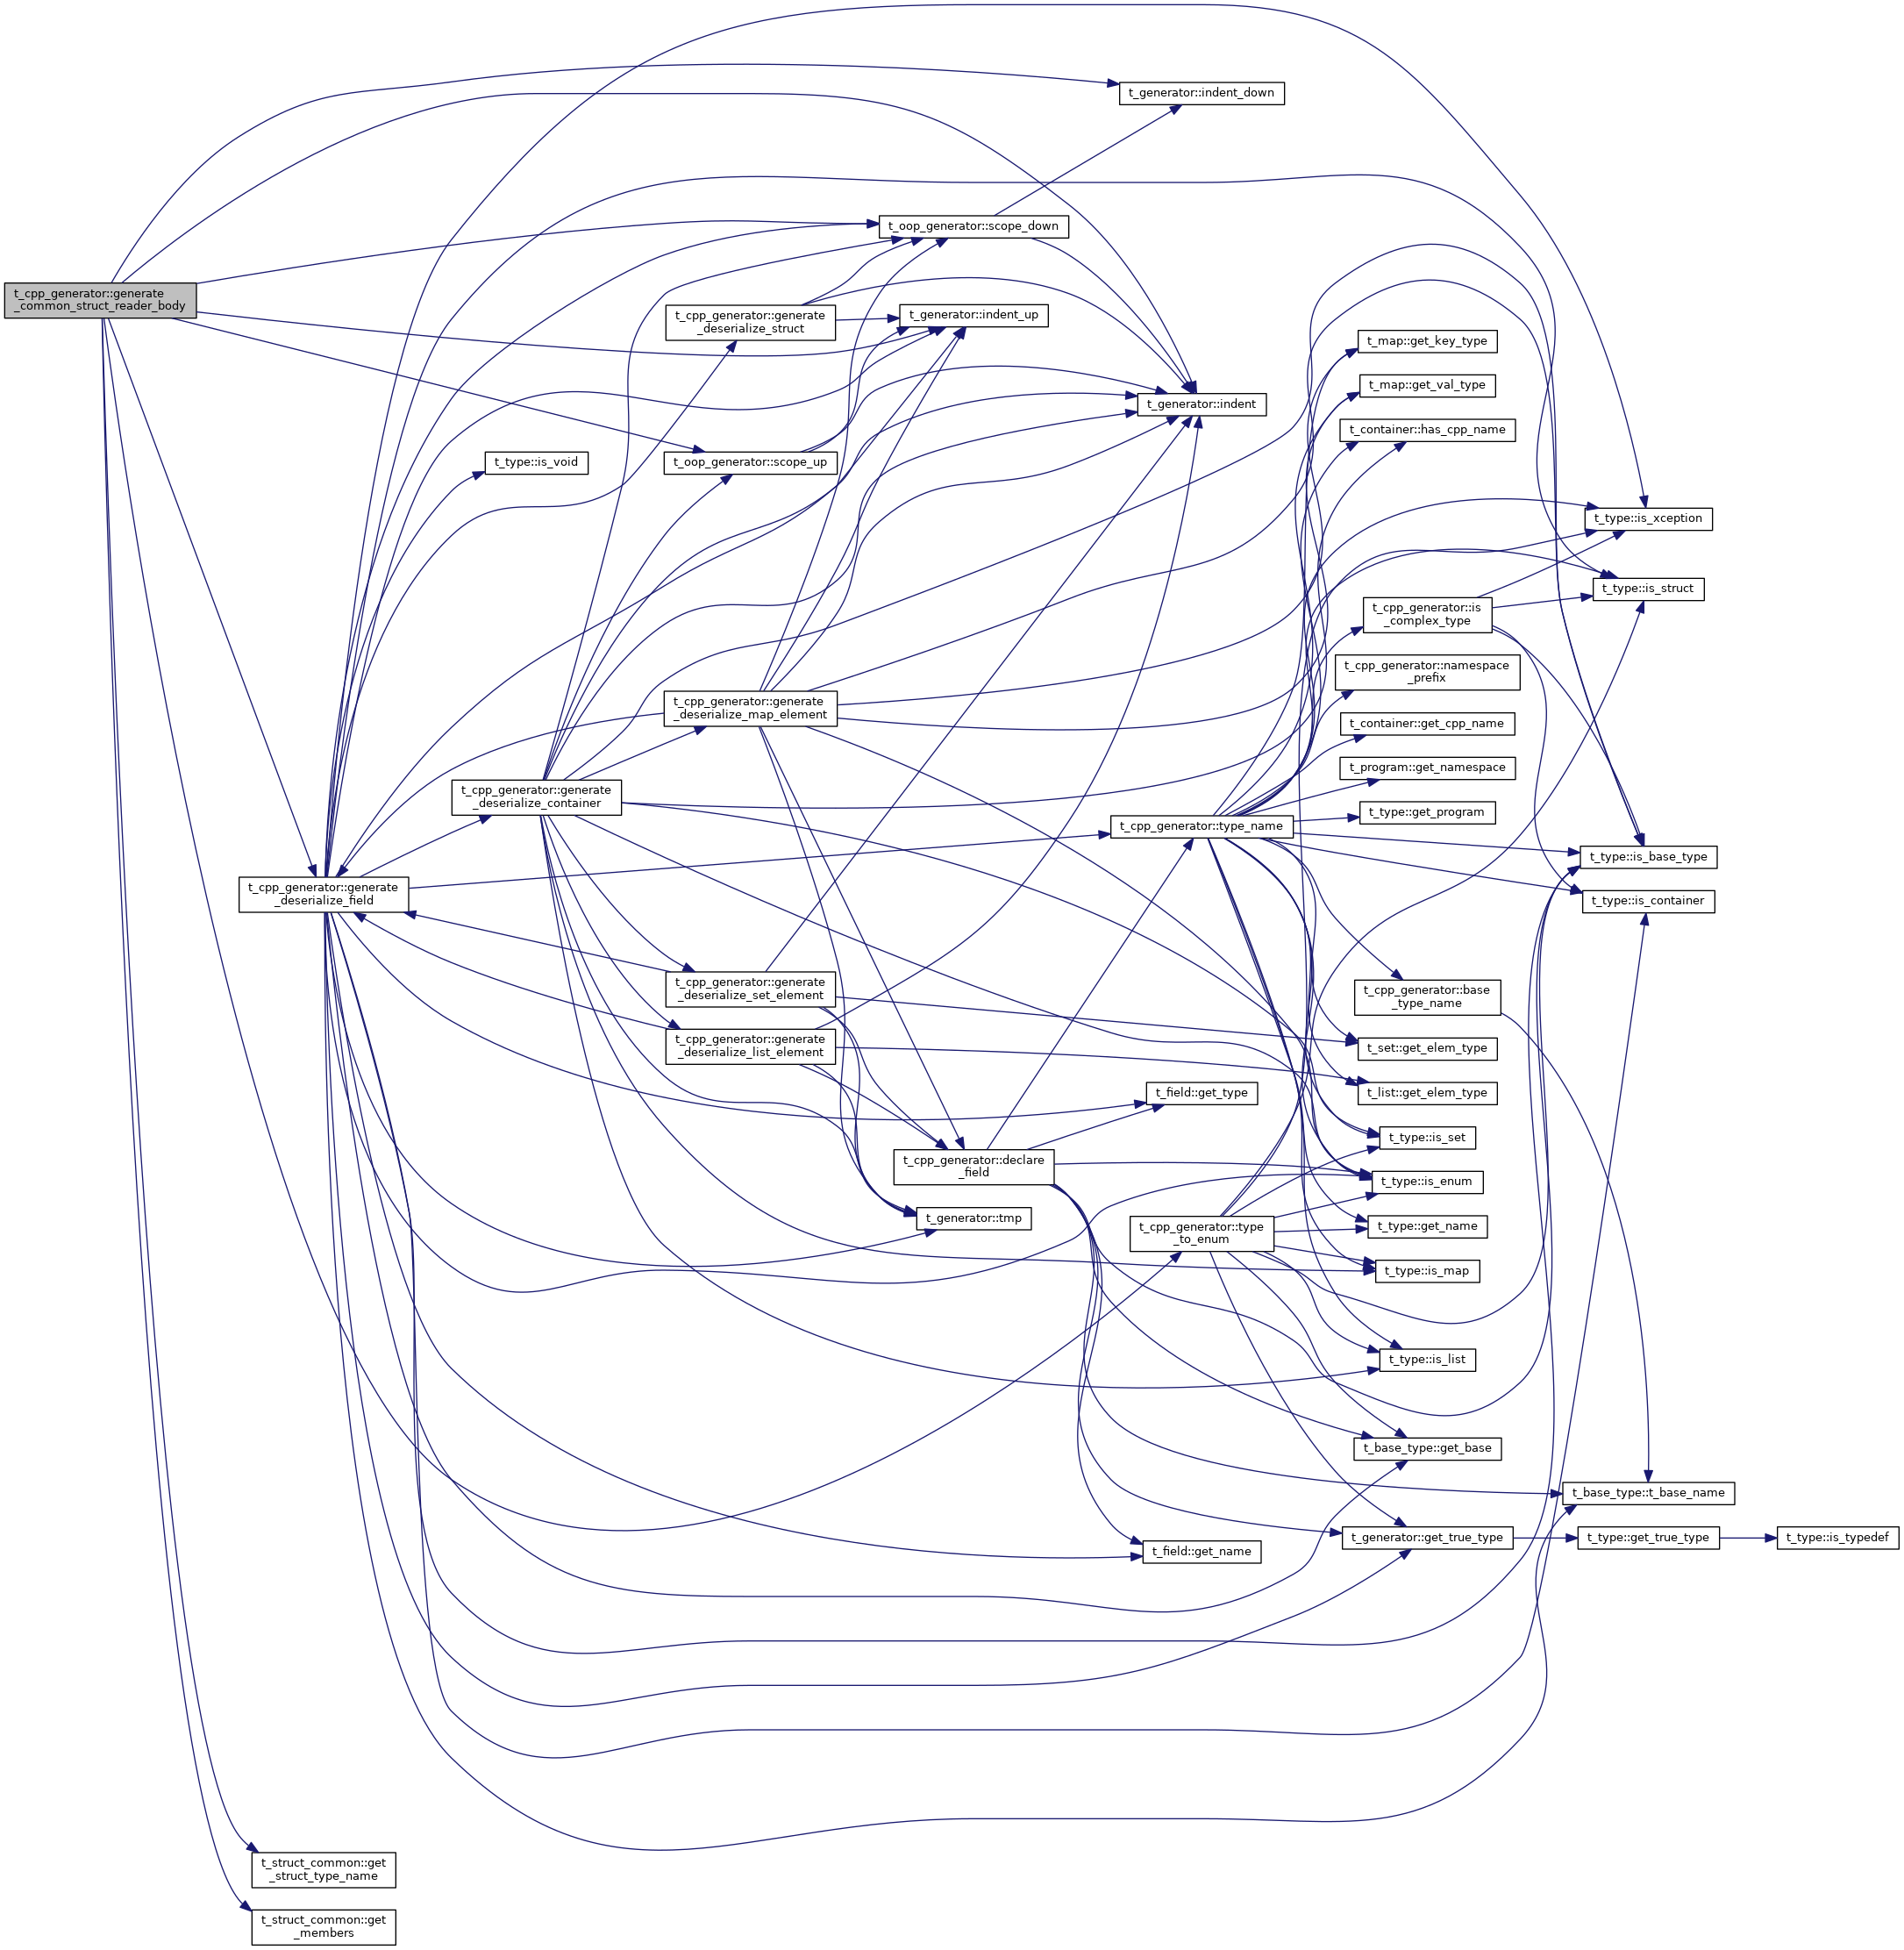 t_generator::indent_down
t_oop_generator::scope_down
t_cpp_generator::generate
_common_struct_reader_body
t_cpp_generator::generate
_deserialize_struct
t_generator::indent_up
t_map::get_key_type
t_map::get_val_type
t_generator::indent
t_container::has_cpp_name
t_type::is_void
t_oop_generator::scope_up
t_type::is_xception
t_type::is_struct
t_cpp_generator::is
_complex_type
t_cpp_generator::namespace
_prefix
t_cpp_generator::generate
_deserialize_map_element
t_container::get_cpp_name
t_program::get_namespace
t_cpp_generator::generate
_deserialize_container
t_type::get_program
t_cpp_generator::type_name
t_type::is_base_type
t_cpp_generator::generate
_deserialize_field
t_type::is_container
t_cpp_generator::generate
_deserialize_set_element
t_cpp_generator::base
_type_name
t_cpp_generator::generate
_deserialize_list_element
t_set::get_elem_type
t_field::get_type
t_list::get_elem_type
t_type::is_set
t_cpp_generator::declare
_field
t_type::is_enum
t_generator::tmp
t_cpp_generator::type
_to_enum
t_type::get_name
t_type::is_map
t_type::is_list
t_base_type::get_base
t_base_type::t_base_name
t_generator::get_true_type
t_type::get_true_type
t_type::is_typedef
t_field::get_name
t_struct_common::get
_struct_type_name
t_struct_common::get
_members